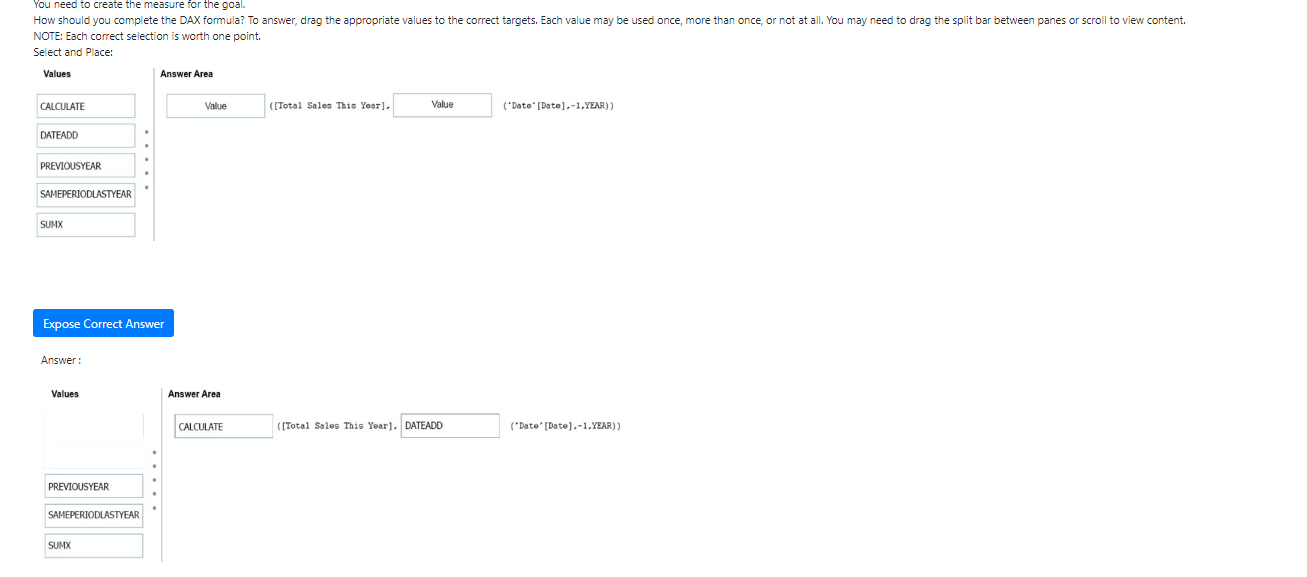 You need to create the measure for the goal.
How should you complete the DAX formula? To answer, drag the appropriate values to the correct targets. Each value may be used once, more than once, or not at all. You may need to drag the split bar between panes or scroll to view content.
NOTE: Each correct selection is worth one point.
Select and Place:
Values
Answer Area
CALCULATE
DATEADD
PREVIOUSYEAR
SAMEPERIODLASTYEAR
SUMX
Value ([Total Sales This Year], Value ('Date'[Date],-1,YEAR))
Expose Correct Answer
Answer :
Values
Answer Area
PREVIOUSYEAR
SAMEPERIODLASTYEAR
SUMX
CALCULATE ([Total Sales This Year], DATEADD ('Date'[Date],-1,YEAR))